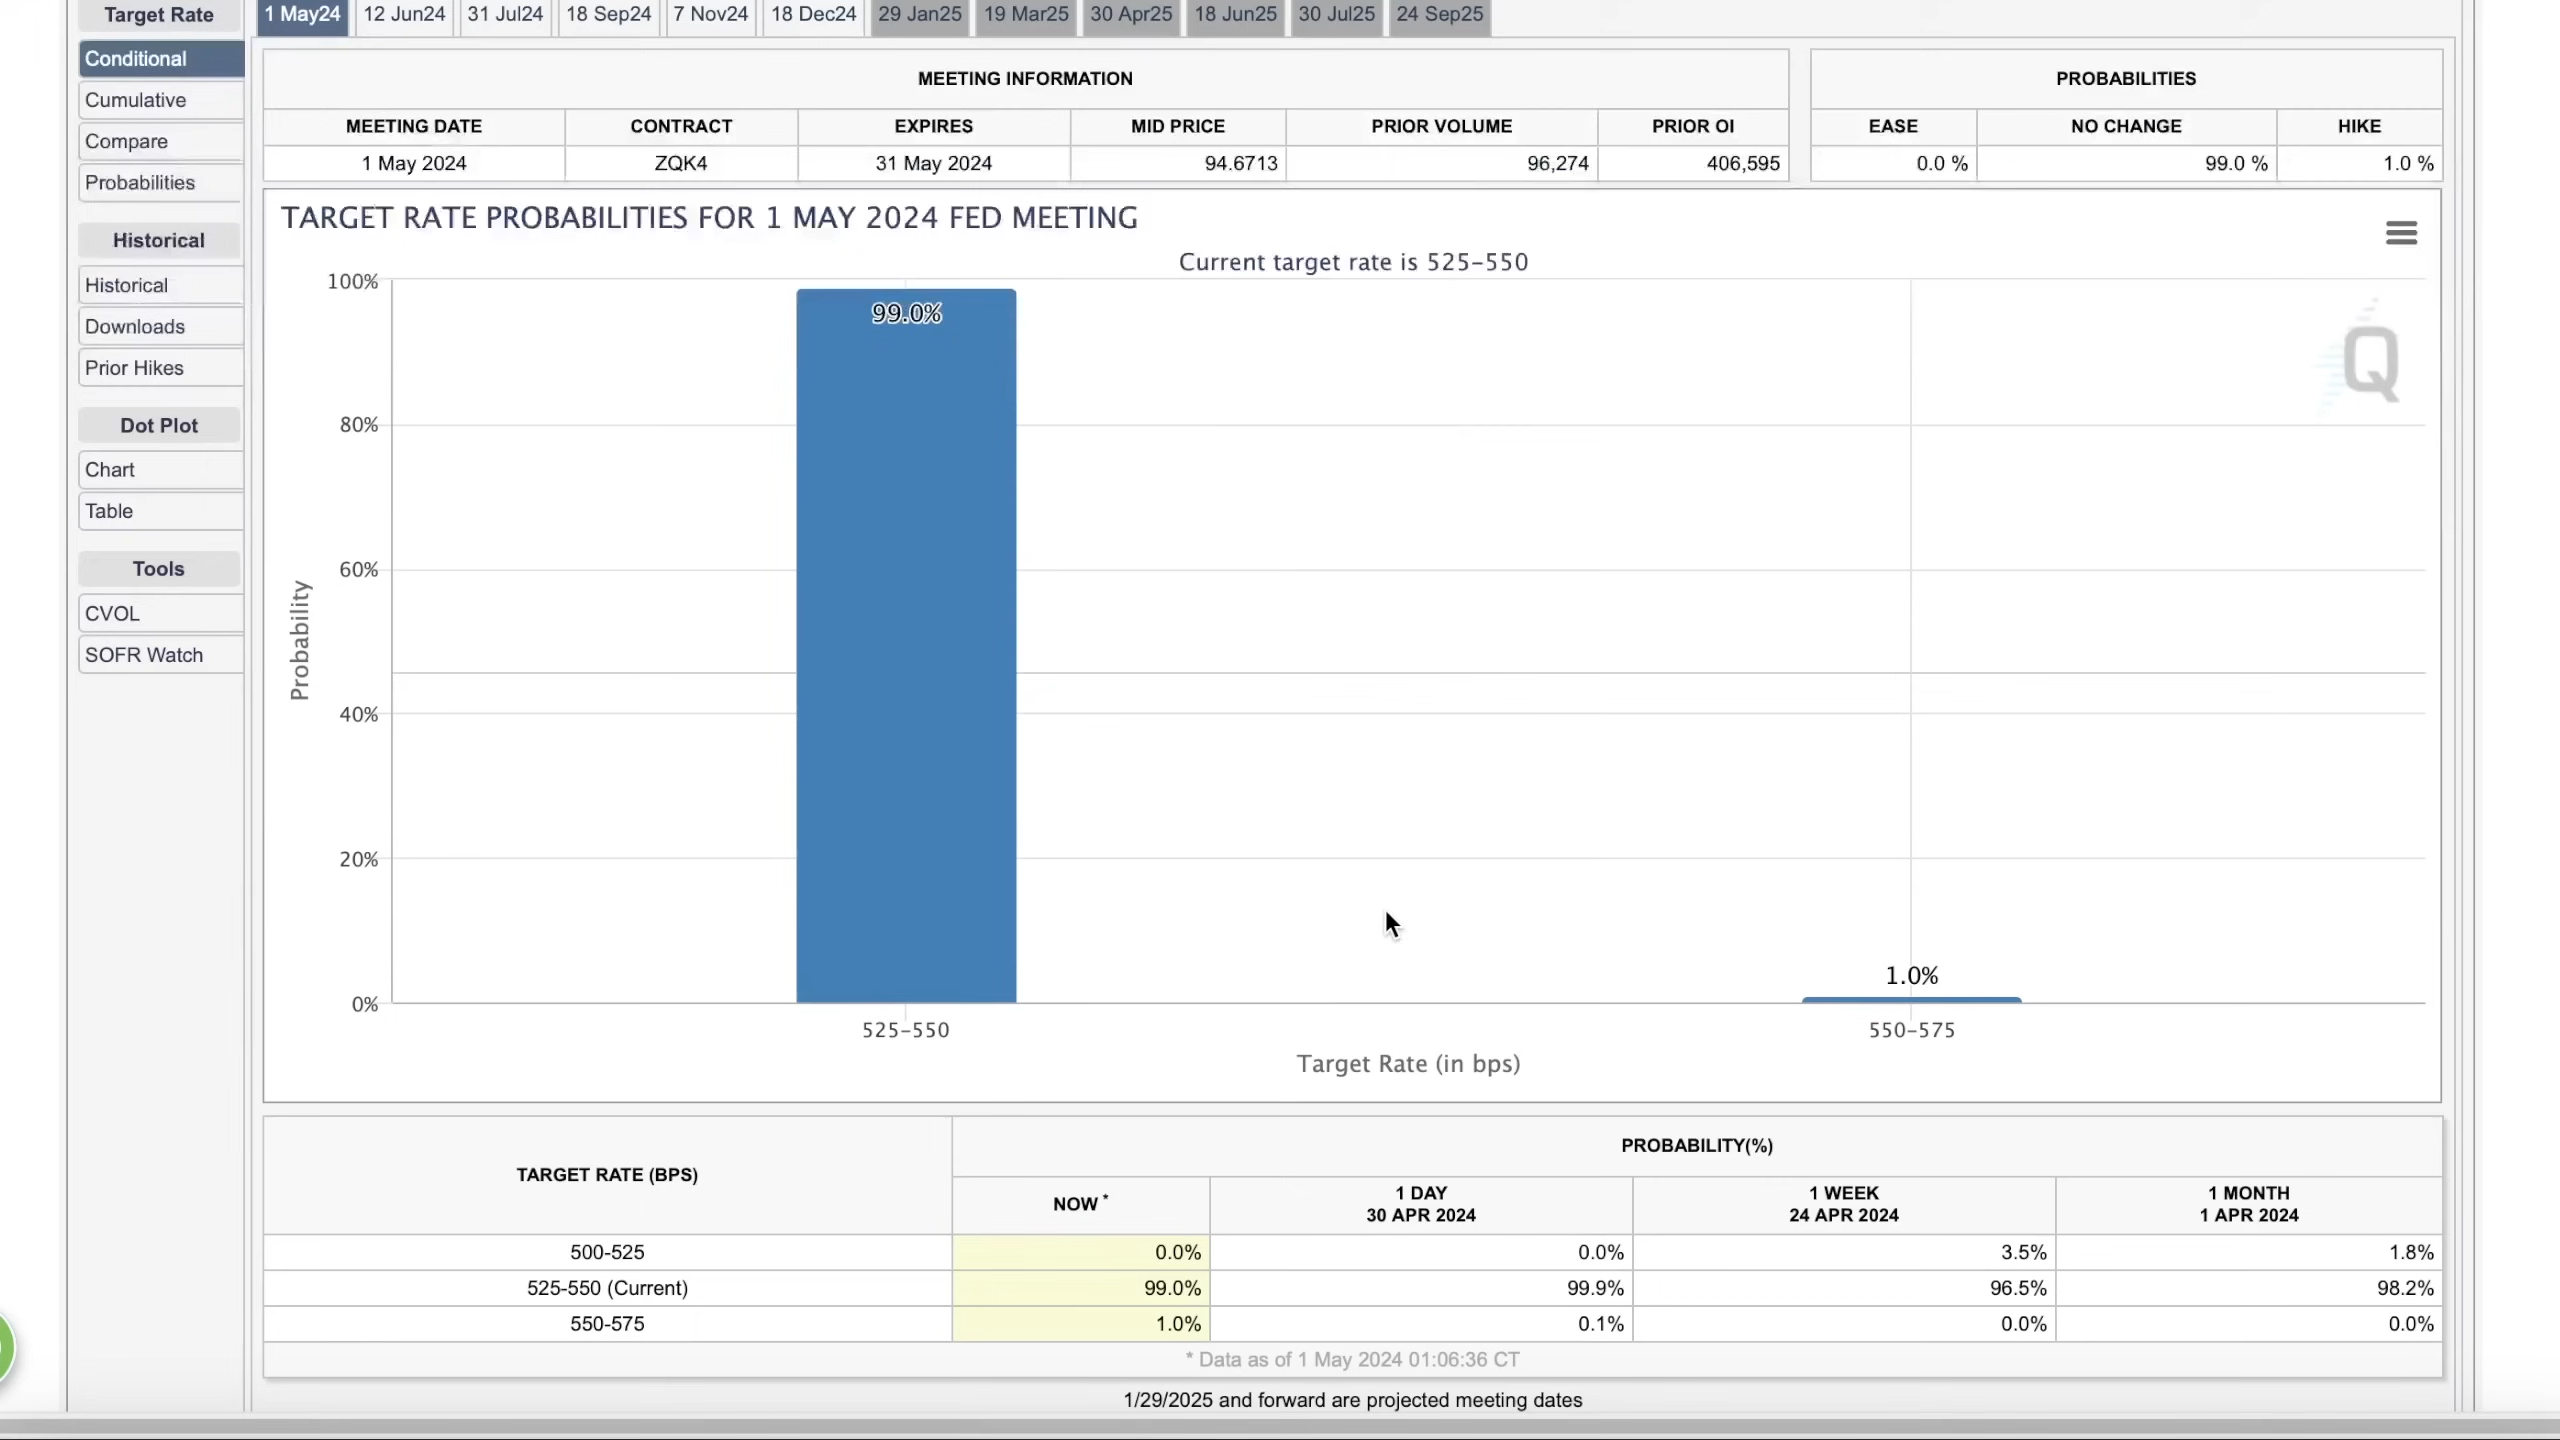 Target Rate
1 May24 12 Jun24 31 Jul24 18 Sep24 7 Nov24 18 Dec24 29 Jan25 19 Mar25 30 Apr25 18 Jun25 30 Jul25 24 Sep25
Conditional
Cumulative
Compare
Probabilities
Historical
Historical
Downloads
Prior Hikes
Dot Plot
Chart
Table
Tools
CVOL
SOFR Watch
MEETING INFORMATION
MEETING DATE CONTRACT EXPIRES MID PRICE PRIOR VOLUME PRIOR OI
1 May 2024 ZQK4 31 May 2024 94.6713 96,274 406,595
PROBABILITIES
EASE NO CHANGE HIKE
0.0 % 99.0 % 1.0 %
TARGET RATE PROBABILITIES FOR 1 MAY 2024 FED MEETING
Current target rate is 525–550
Q
Probability
100%
80%
60%
40%
20%
0%
99.0%
1.0%
525–550 550–575
Target Rate (in bps)
TARGET RATE (BPS)
PROBABILITY(%)
NOW * 1 DAY 30 APR 2024 1 WEEK 24 APR 2024 1 MONTH 1 APR 2024
500-525 0.0% 0.0% 3.5% 1.8%
525-550 (Current) 99.0% 99.9% 96.5% 98.2%
550-575 1.0% 0.1% 0.0% 0.0%
* Data as of 1 May 2024 01:06:36 CT
1/29/2025 and forward are projected meeting dates